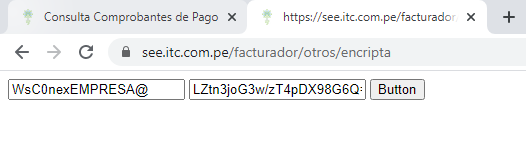 Consulta Comprobantes de Pago
https://see.itc.com.pe/facturador
see.itc.com.pe/facturador/otros/encripta
WsC0nexEMPRESA@ LZtn3joG3w/zT4pDX98G6Q= Button